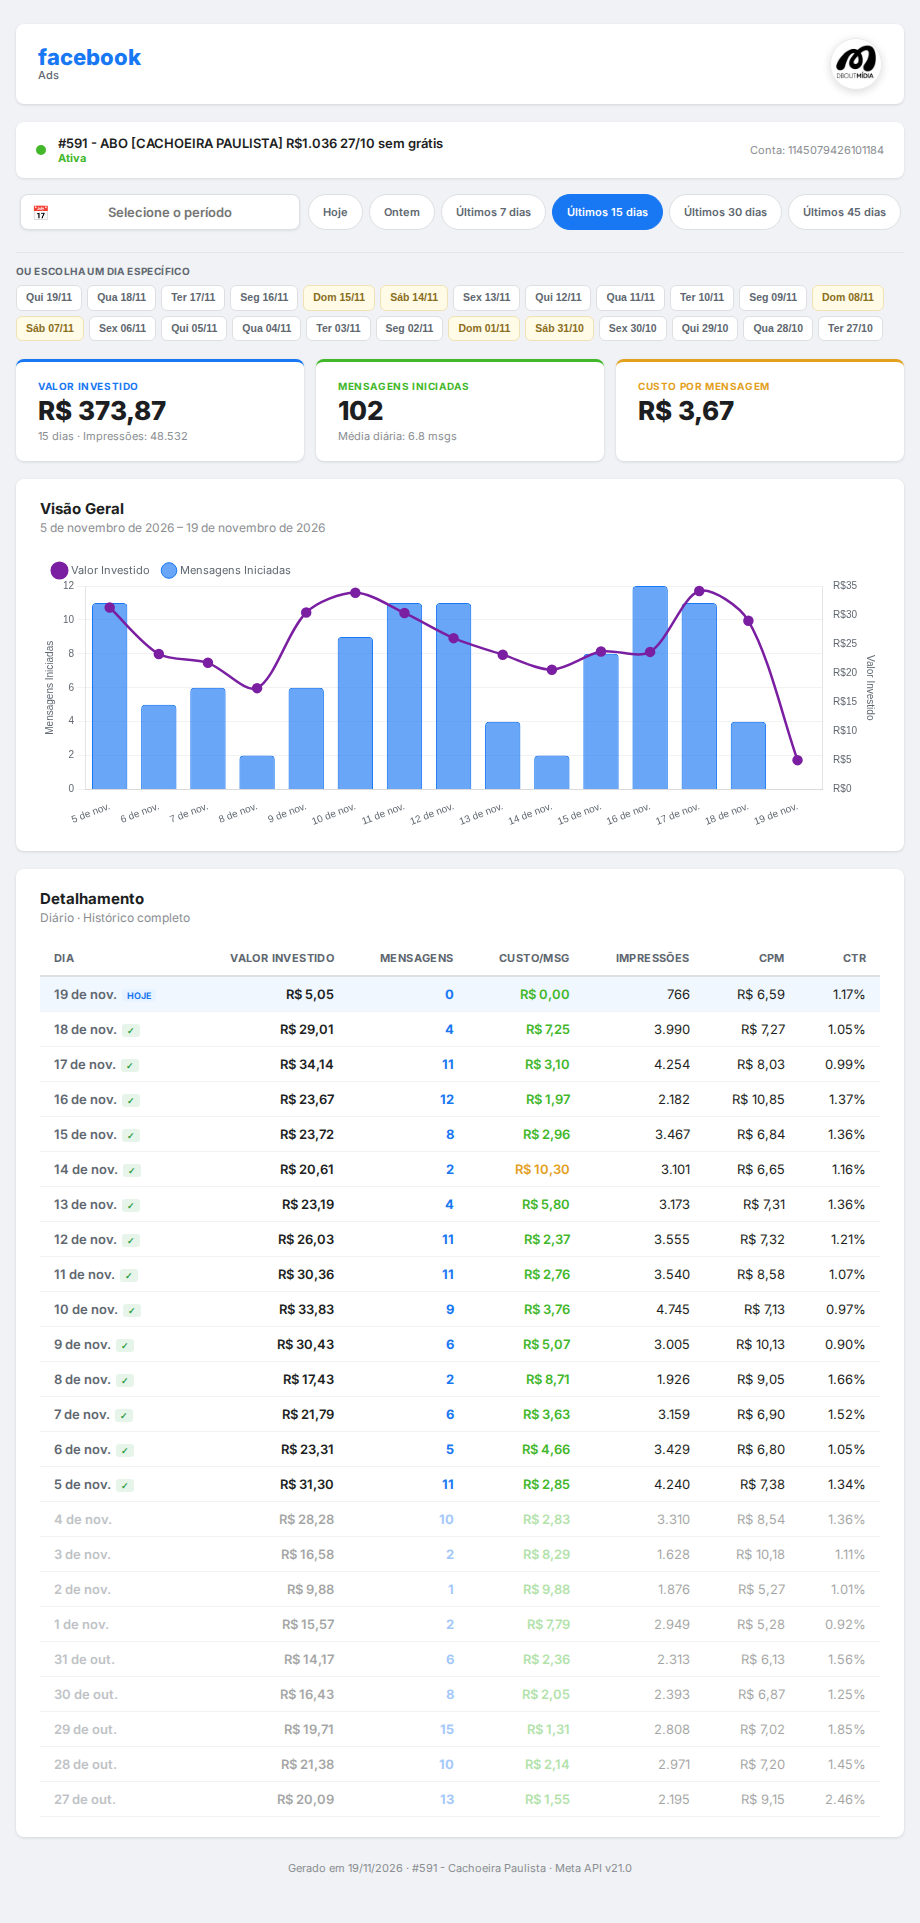 facebook
Ads
DBOUTMÍDIA
#591 - ABO [CACHOEIRA PAULISTA] R$1.036 27/10 sem grátis
Ativa
Conta: 1145079426101184
Selecione o período
Hoje
Ontem
Últimos 7 dias
Últimos 15 dias
Últimos 30 dias
Últimos 45 dias
OU ESCOLHA UM DIA ESPECÍFICO
Qui 19/11 Qua 18/11 Ter 17/11 Seg 16/11 Dom 15/11 Sáb 14/11 Sex 13/11 Qui 12/11 Qua 11/11 Ter 10/11 Seg 09/11 Dom 08/11
Sáb 07/11 Sex 06/11 Qui 05/11 Qua 04/11 Ter 03/11 Seg 02/11 Dom 01/11 Sáb 31/10 Sex 30/10 Qui 29/10 Qua 28/10 Ter 27/10
VALOR INVESTIDO
R$ 373,87
15 dias · Impressões: 48.532
MENSAGENS INICIADAS
102
Média diária: 6.8 msgs
CUSTO POR MENSAGEM
R$ 3,67
Visão Geral
5 de novembro de 2026 – 19 de novembro de 2026
Valor Investido Mensagens Iniciadas
Mensagens Iniciadas
12
10
8
6
4
2
0
R$35
R$30
R$25
R$20
R$15
R$10
R$5
R$0
Valor Investido
5 de nov. 6 de nov. 7 de nov. 8 de nov. 9 de nov. 10 de nov. 11 de nov. 12 de nov. 13 de nov. 14 de nov. 15 de nov. 16 de nov. 17 de nov. 18 de nov. 19 de nov.
Detalhamento
Diário · Histórico completo
DIA VALOR INVESTIDO MENSAGENS CUSTO/MSG IMPRESSÕES CPM CTR
19 de nov. HOJE R$ 5,05 0 R$ 0,00 766 R$ 6,59 1.17%
18 de nov. ✓ R$ 29,01 4 R$ 7,25 3.990 R$ 7,27 1.05%
17 de nov. ✓ R$ 34,14 11 R$ 3,10 4.254 R$ 8,03 0.99%
16 de nov. ✓ R$ 23,67 12 R$ 1,97 2.182 R$ 10,85 1.37%
15 de nov. ✓ R$ 23,72 8 R$ 2,96 3.467 R$ 6,84 1.36%
14 de nov. ✓ R$ 20,61 2 R$ 10,30 3.101 R$ 6,65 1.16%
13 de nov. ✓ R$ 23,19 4 R$ 5,80 3.173 R$ 7,31 1.36%
12 de nov. ✓ R$ 26,03 11 R$ 2,37 3.555 R$ 7,32 1.21%
11 de nov. ✓ R$ 30,36 11 R$ 2,76 3.540 R$ 8,58 1.07%
10 de nov. ✓ R$ 33,83 9 R$ 3,76 4.745 R$ 7,13 0.97%
9 de nov. ✓ R$ 30,43 6 R$ 5,07 3.005 R$ 10,13 0.90%
8 de nov. ✓ R$ 17,43 2 R$ 8,71 1.926 R$ 9,05 1.66%
7 de nov. ✓ R$ 21,79 6 R$ 3,63 3.159 R$ 6,90 1.52%
6 de nov. ✓ R$ 23,31 5 R$ 4,66 3.429 R$ 6,80 1.05%
5 de nov. ✓ R$ 31,30 11 R$ 2,85 4.240 R$ 7,38 1.34%
4 de nov. R$ 28,28 10 R$ 2,83 3.310 R$ 8,54 1.36%
3 de nov. R$ 16,58 2 R$ 8,29 1.628 R$ 10,18 1.11%
2 de nov. R$ 9,88 1 R$ 9,88 1.876 R$ 5,27 1.01%
1 de nov. R$ 15,57 2 R$ 7,79 2.949 R$ 5,28 0.92%
31 de out. R$ 14,17 6 R$ 2,36 2.313 R$ 6,13 1.56%
30 de out. R$ 16,43 8 R$ 2,05 2.393 R$ 6,87 1.25%
29 de out. R$ 19,71 15 R$ 1,31 2.808 R$ 7,02 1.85%
28 de out. R$ 21,38 10 R$ 2,14 2.971 R$ 7,20 1.45%
27 de out. R$ 20,09 13 R$ 1,55 2.195 R$ 9,15 2.46%
Gerado em 19/11/2026 · #591 - Cachoeira Paulista · Meta API v21.0